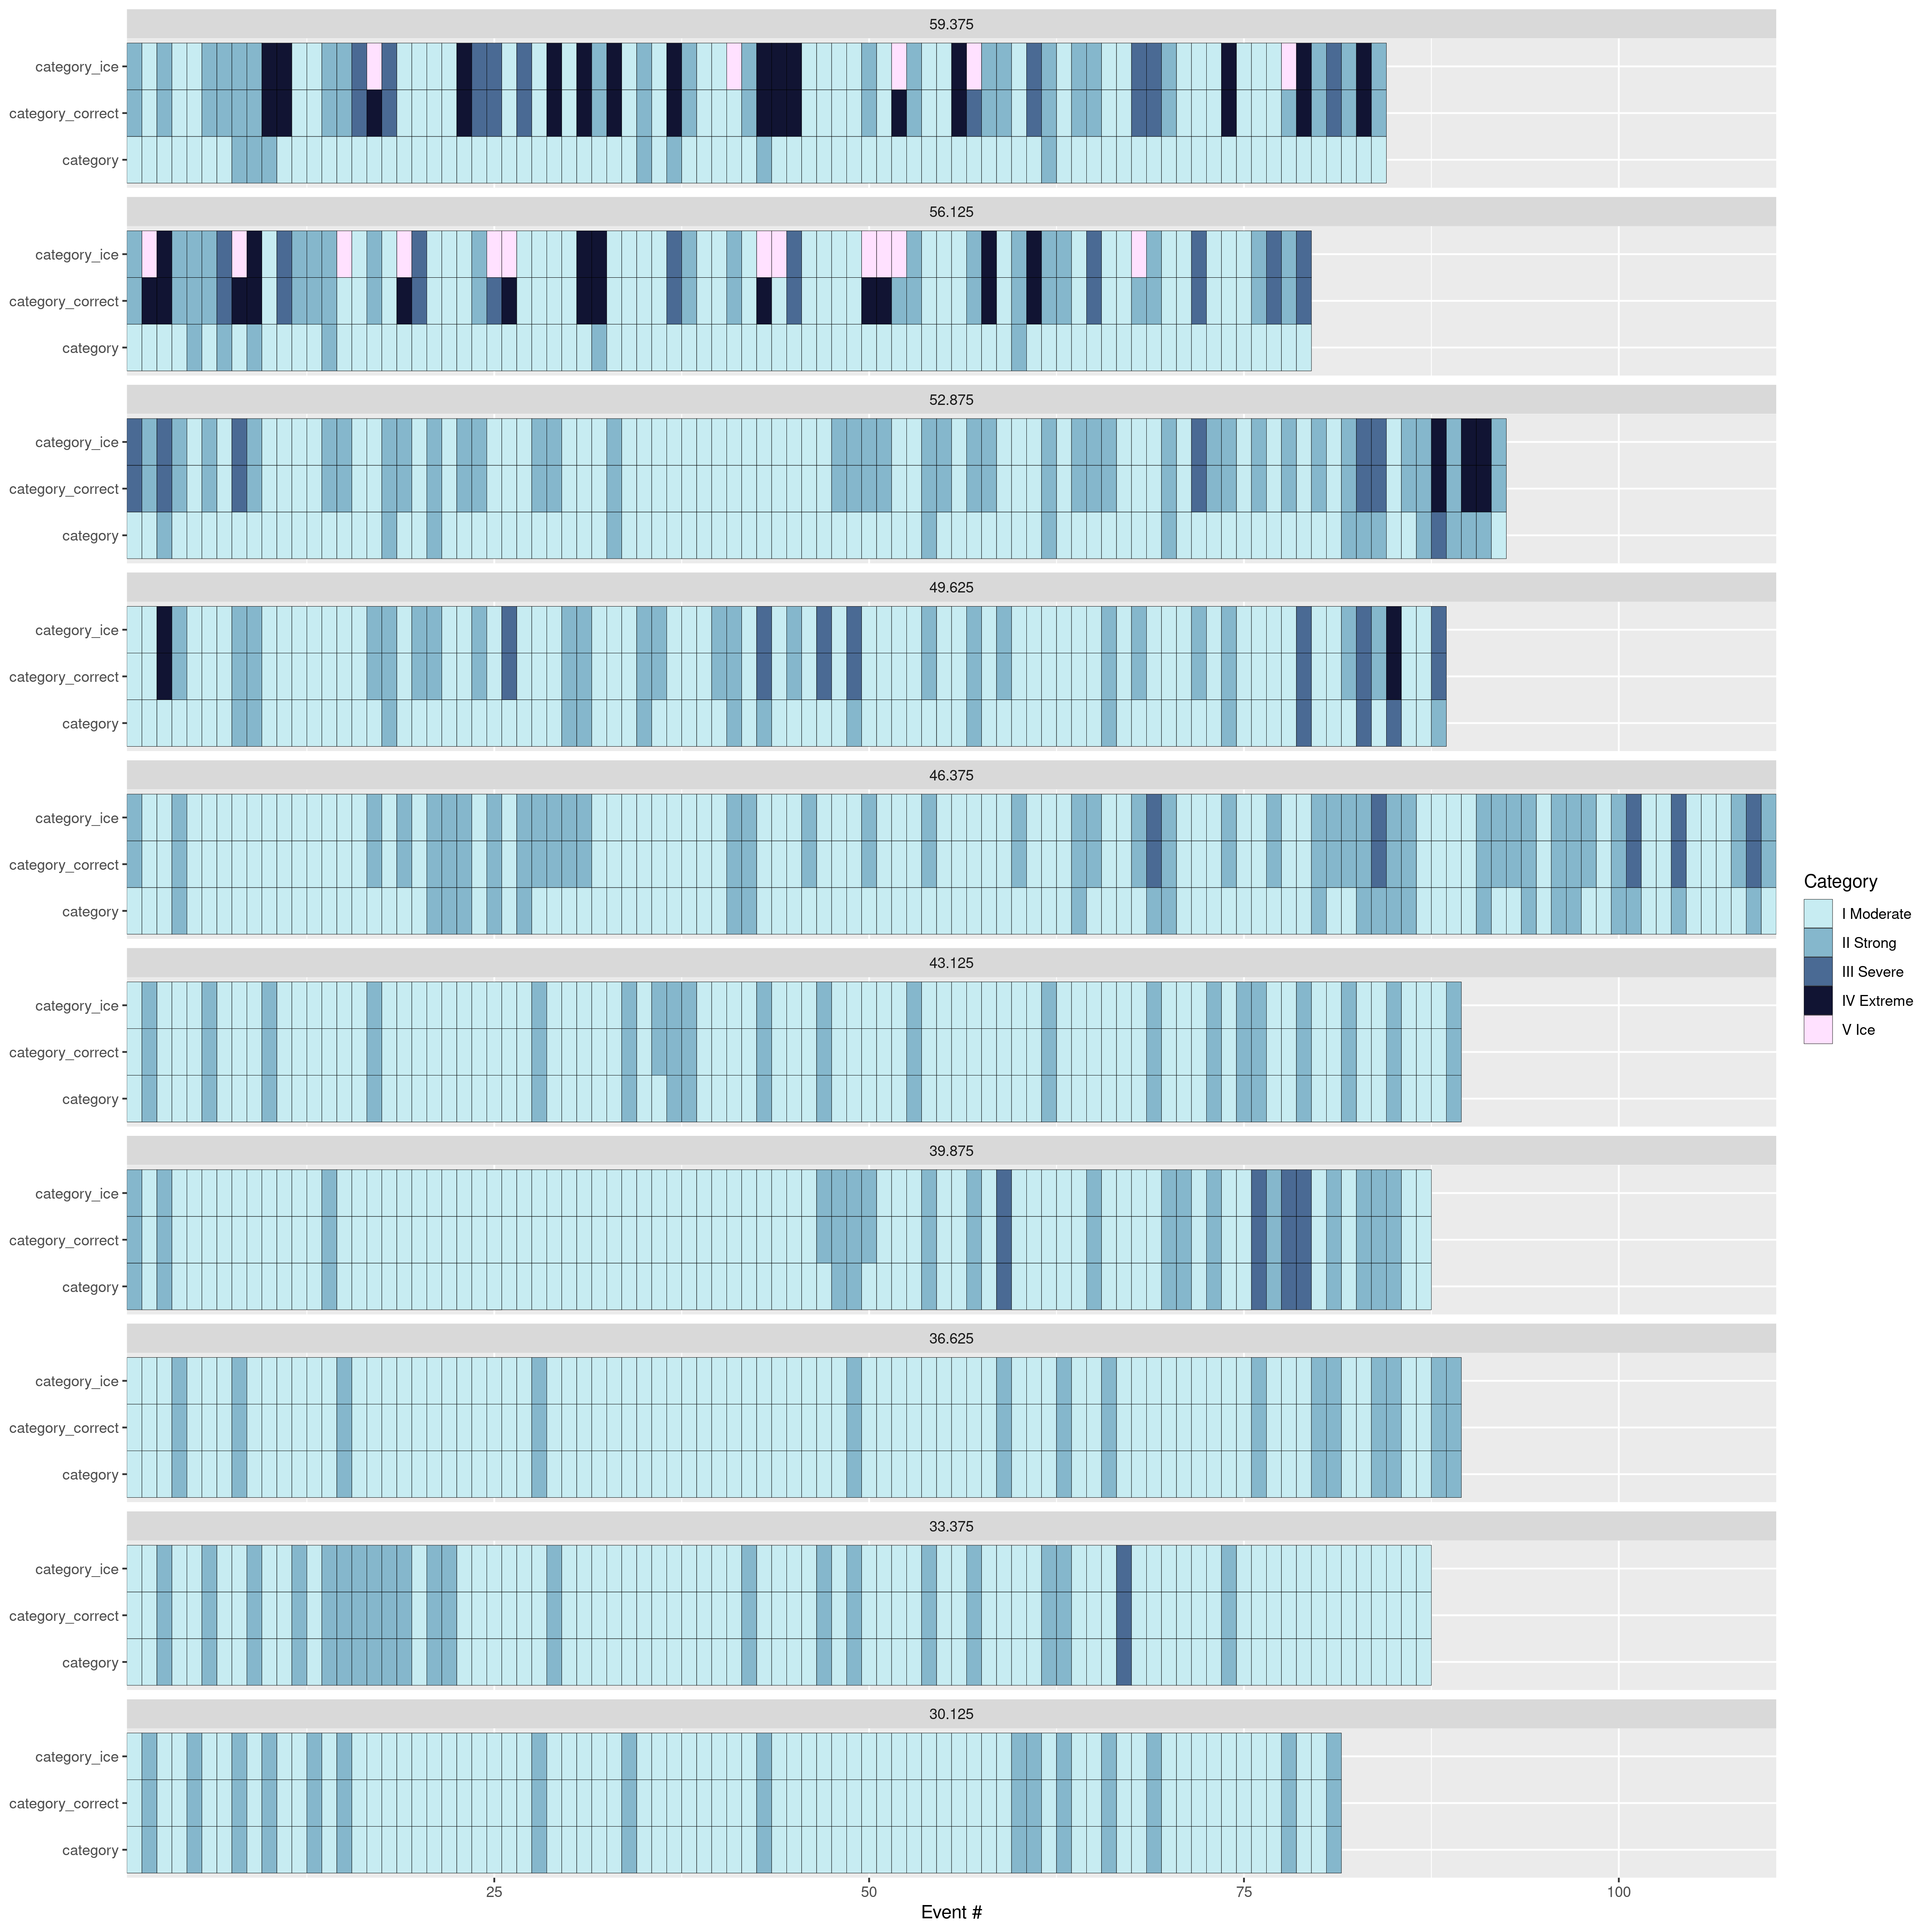 59.375
category_ice
category_correct
category
56.125
category_ice
category_correct
category
52.875
category_ice
category_correct
category
49.625
category_ice
category_correct
category
46.375
category_ice
category_correct
category
43.125
category_ice
category_correct
category
39.875
category_ice
category_correct
category
36.625
category_ice
category_correct
category
33.375
category_ice
category_correct
category
30.125
category_ice
category_correct
category
25 50 75 100
Event #
Category
I Moderate
II Strong
III Severe
IV Extreme
V Ice